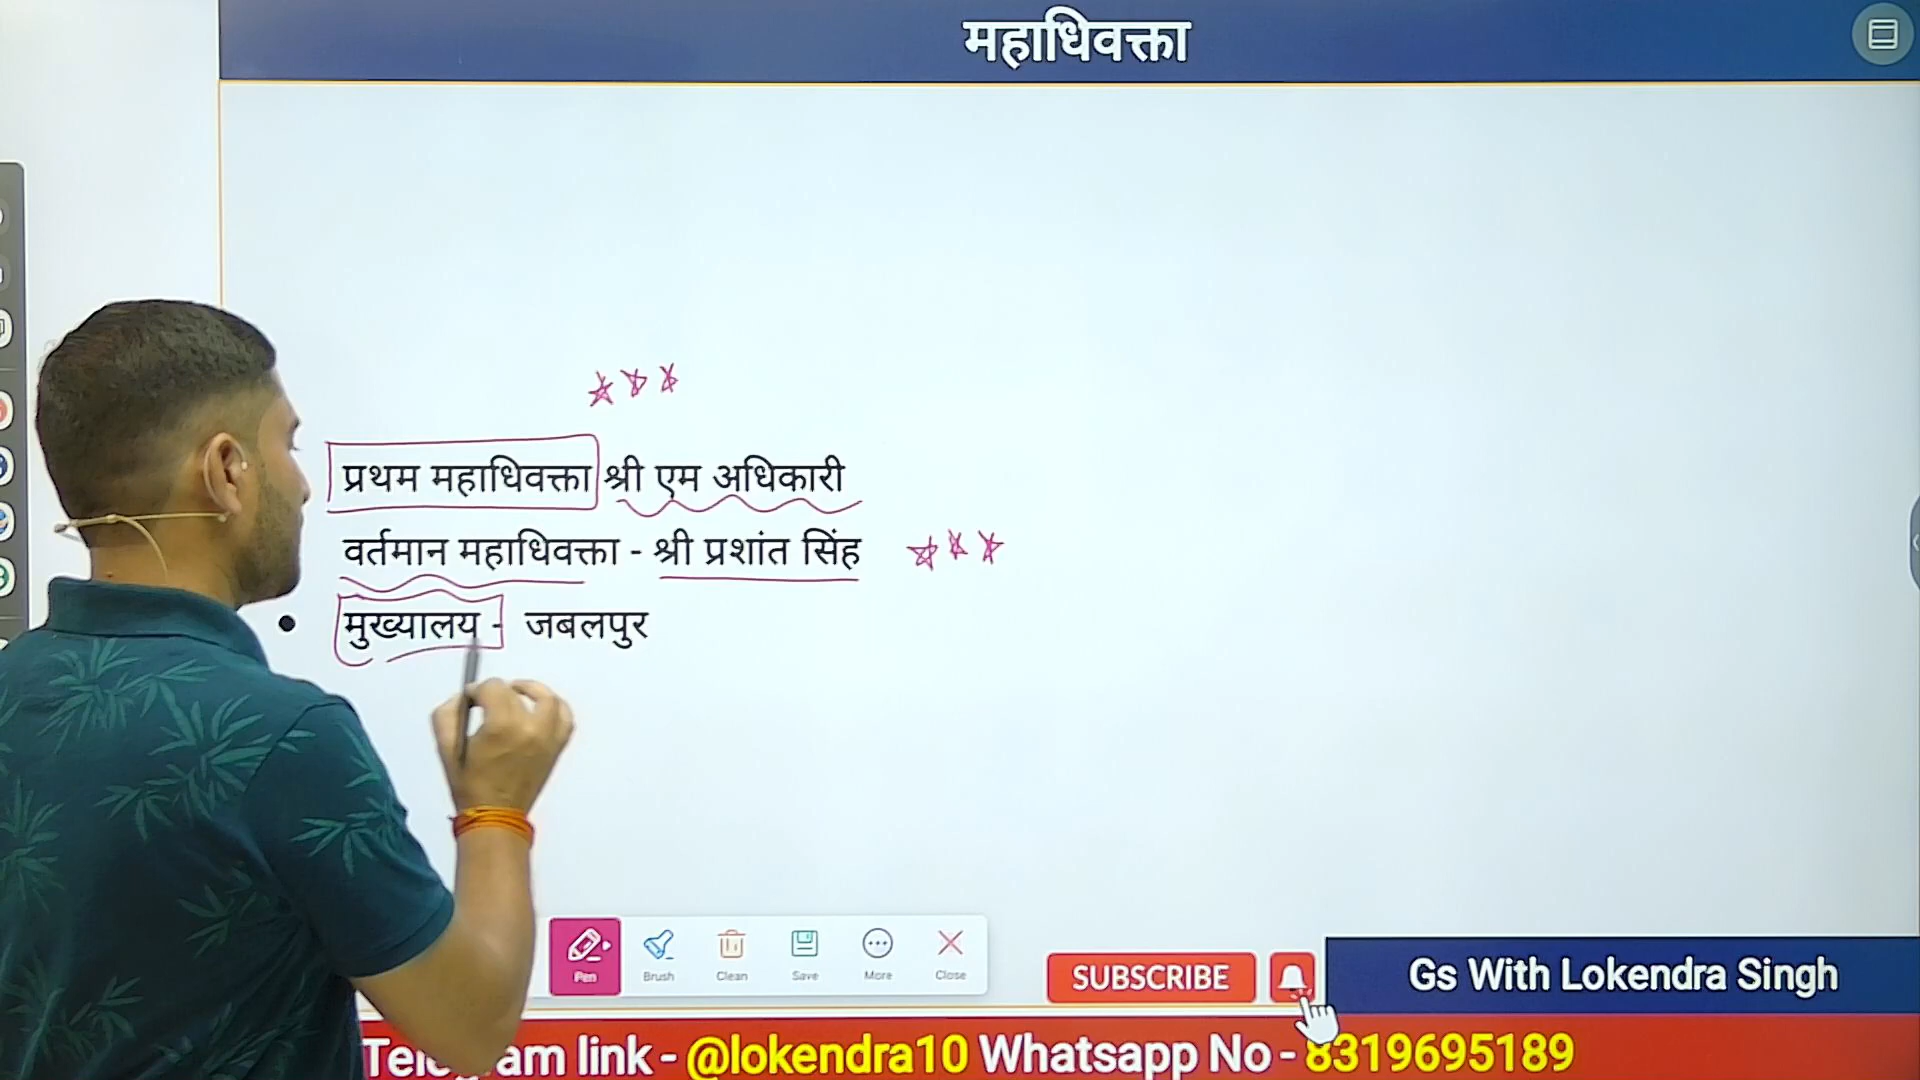 महाधिवक्ता
प्रथम महाधिवक्ता श्री एम अधिकारी
वर्तमान महाधिवक्ता - श्री प्रशांत सिंह
• मुख्यालय - जबलपुर
Pen Brush Clean Save More Close
SUBSCRIBE
Gs With Lokendra Singh
Telegram link - @lokendra10 Whatsapp No - 8319695189